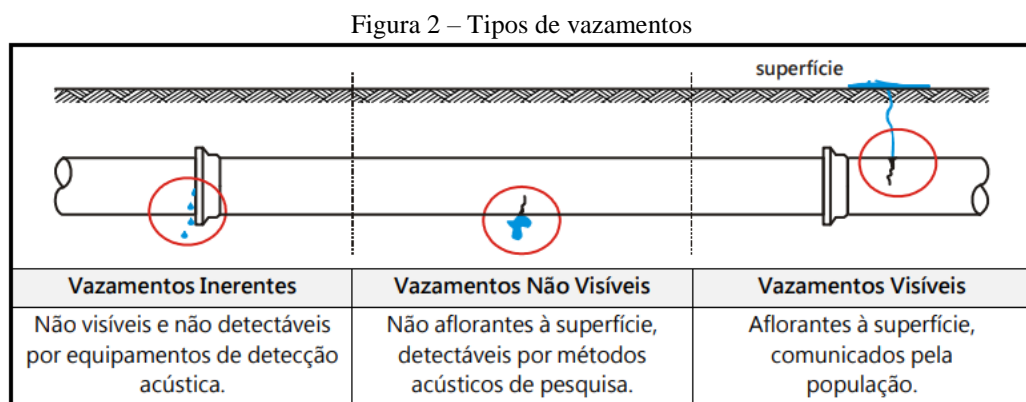 Figura 2 – Tipos de vazamentos
superfície
Vazamentos Inerentes
Não visíveis e não detectáveis
por equipamentos de detecção
acústica.
Vazamentos Não Visíveis
Não aflorantes à superfície,
detectáveis por métodos
acústicos de pesquisa.
Vazamentos Visíveis
Aflorantes à superfície,
comunicados pela
população.